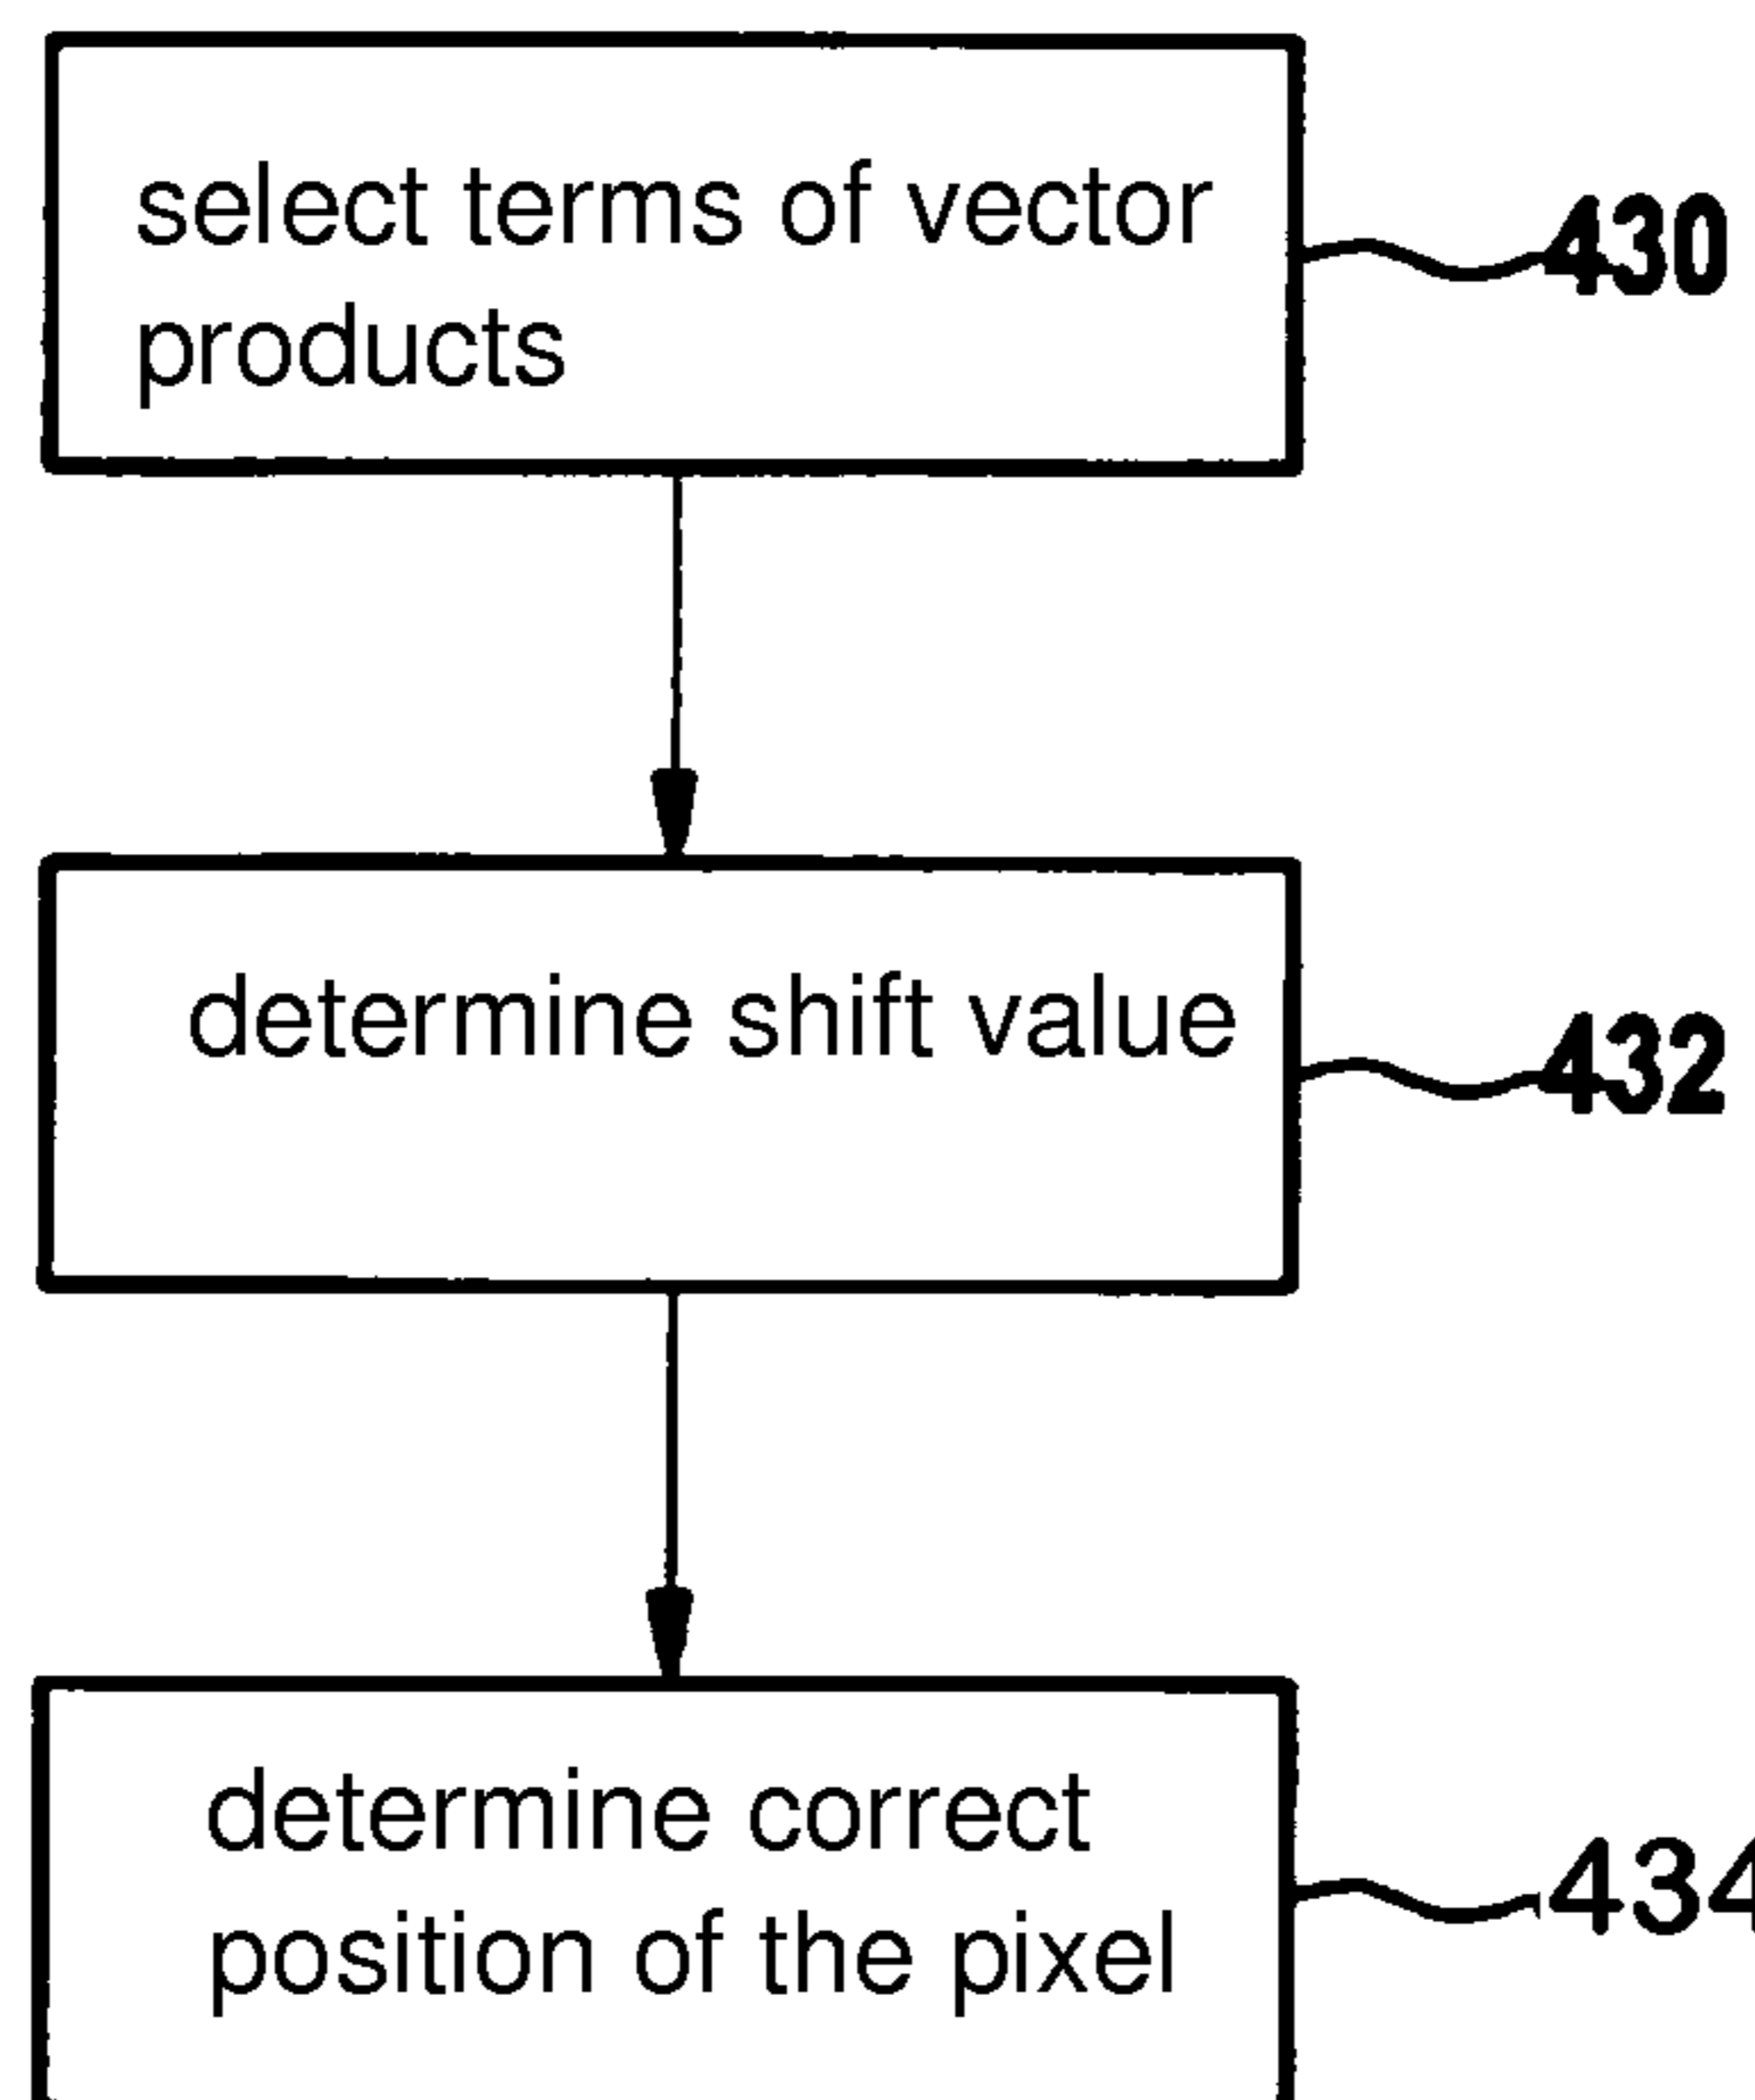 select terms of vector
products
430
determine shift value
432
determine correct
position of the pixel
434